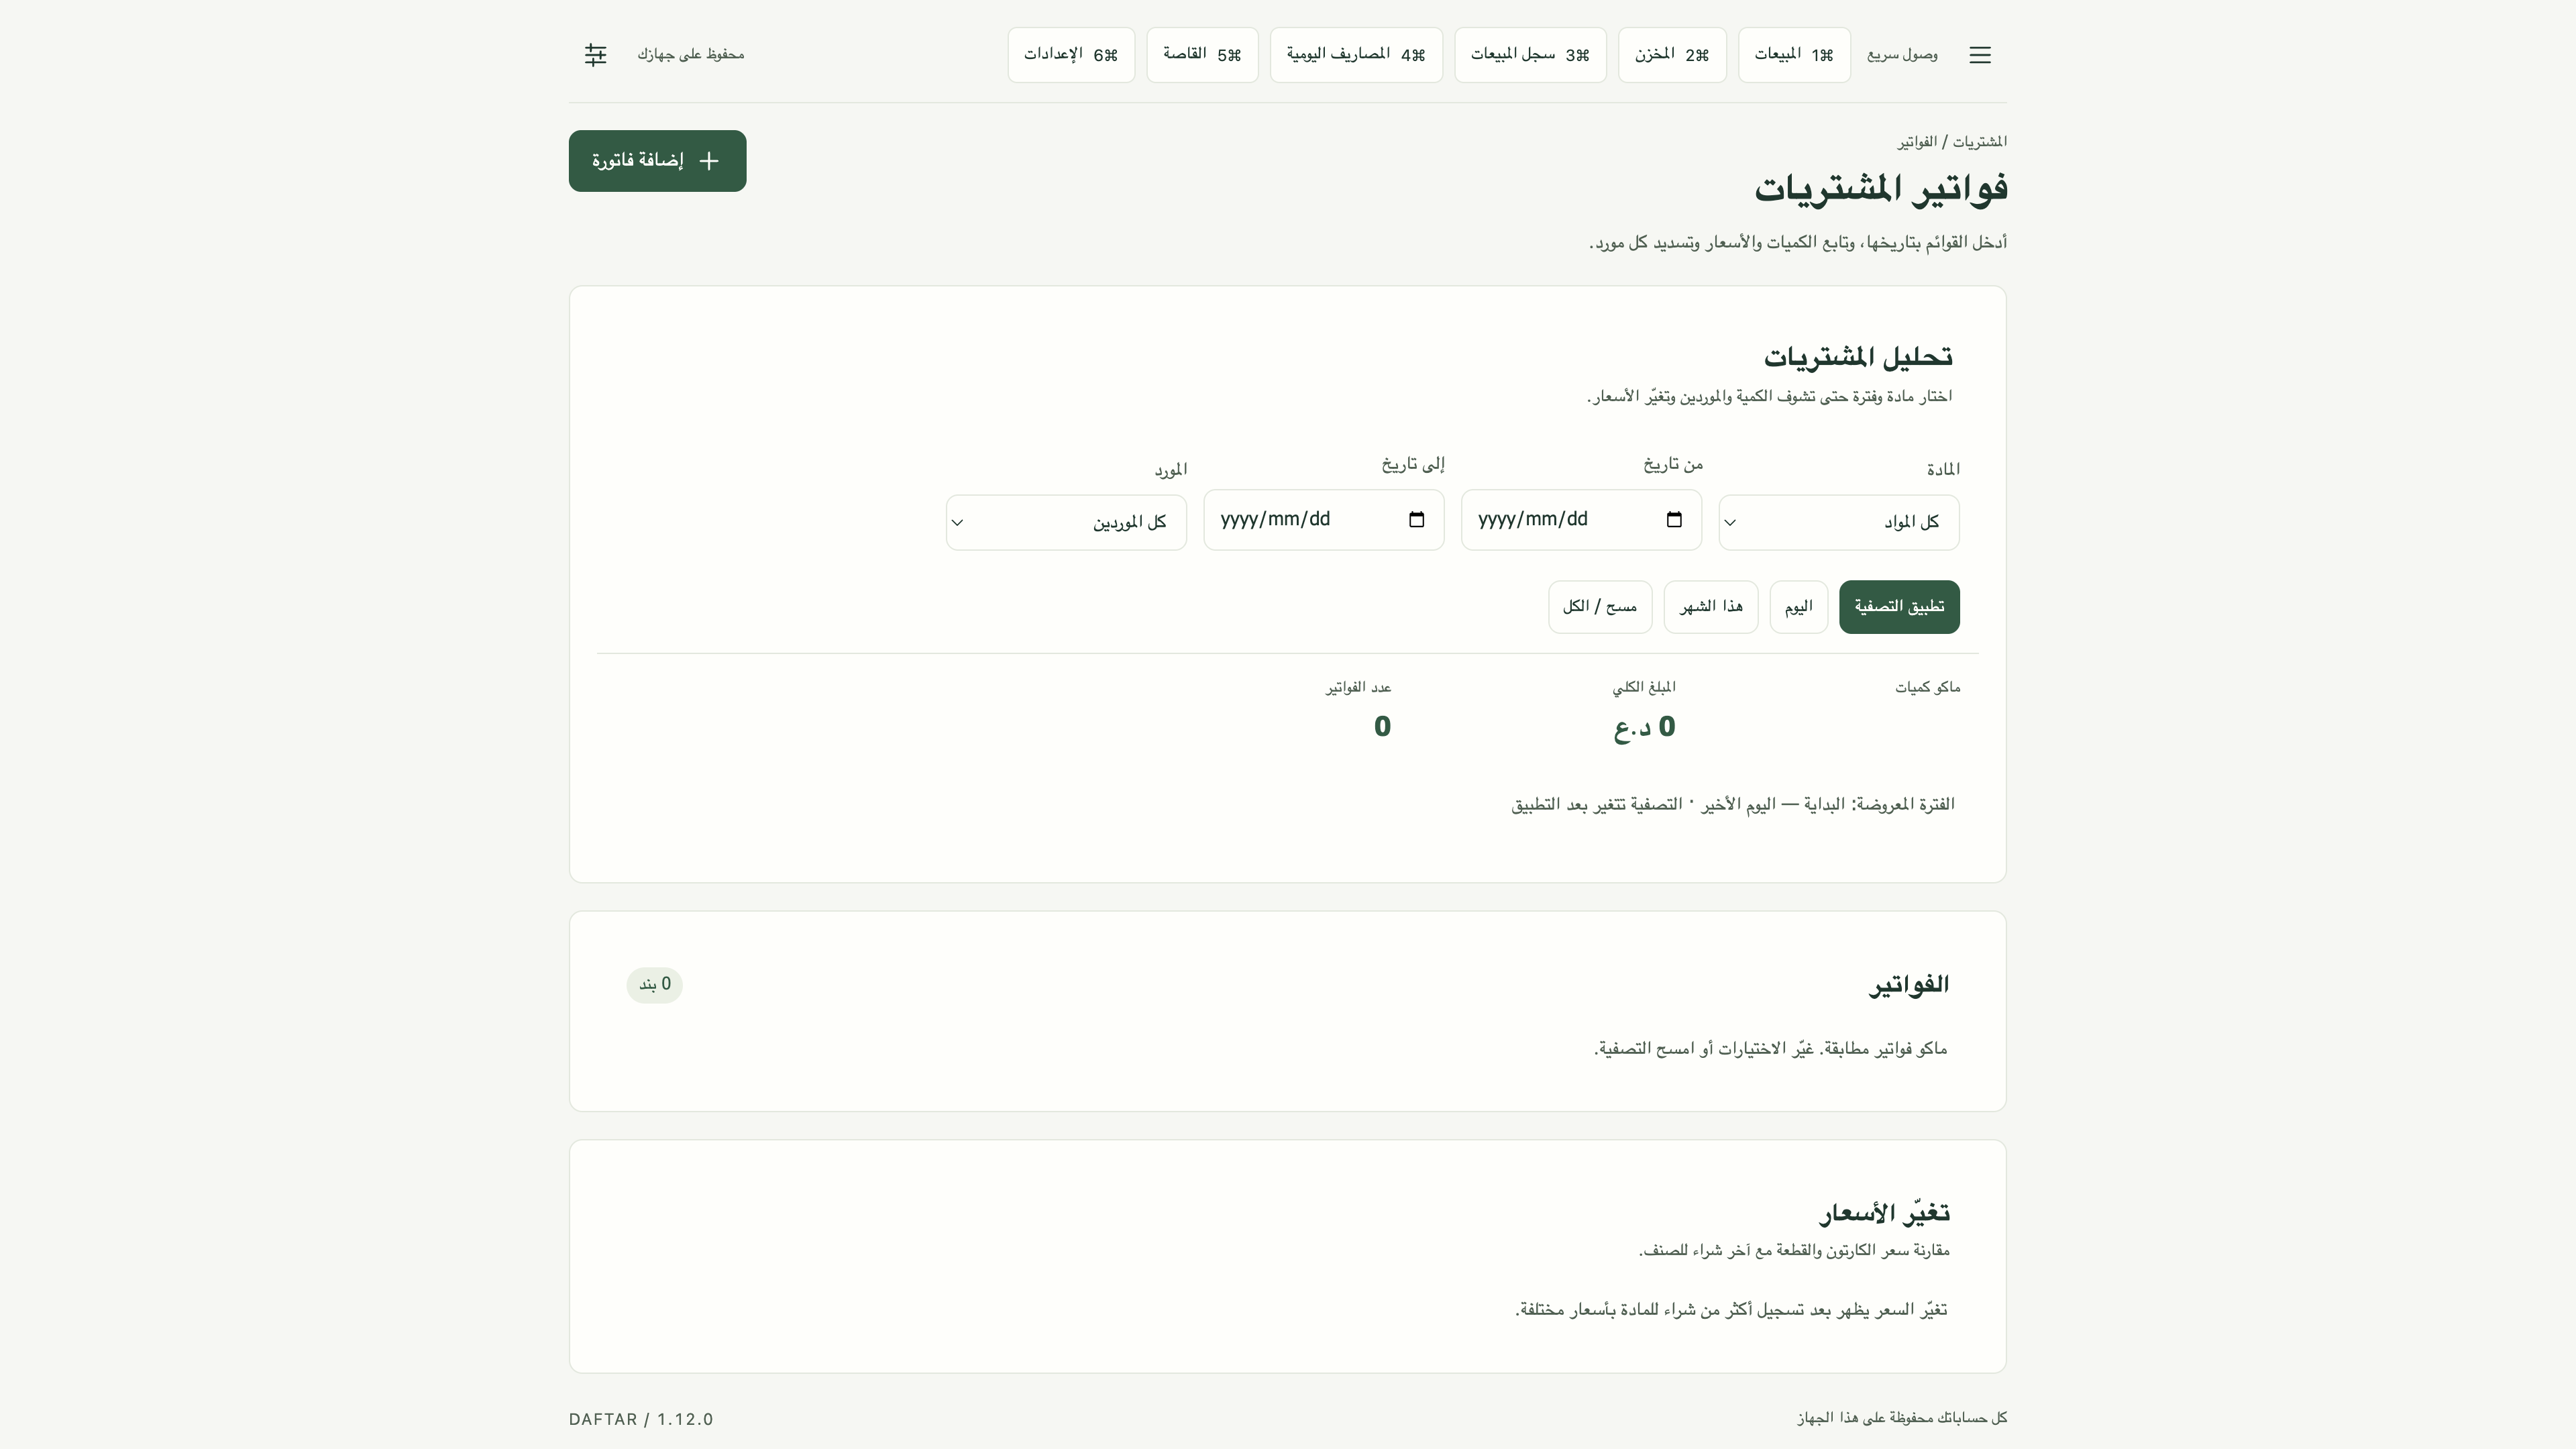 وصول سريع ⌘1 المبيعات ⌘2 المخزن ⌘3 سجل المبيعات ⌘4 المصاريف اليومية ⌘5 القاصة ⌘6 الإعدادات محفوظ على جهازك
المشتريات / الفواتير
إضافة فاتورة
فواتير المشتريات
أدخل القوائم بتاريخها، وتابع الكميات والأسعار وتسديد كل مورد.
تحليل المشتريات
اختار مادة وفترة حتى تشوف الكمية والموردين وتغيّر الأسعار.
المادة من تاريخ إلى تاريخ المورد
كل المواد yyyy/mm/dd yyyy/mm/dd كل الموردين
تطبيق التصفية اليوم هذا الشهر مسح / الكل
ماكو كميات المبلغ الكلي عدد الفواتير
0 د.ع 0
الفترة المعروضة: البداية — اليوم الأخير · التصفية تتغير بعد التطبيق
الفواتير 0 بند
ماكو فواتير مطابقة. غيّر الاختيارات أو امسح التصفية.
تغيّر الأسعار
مقارنة سعر الكارتون والقطعة مع آخر شراء للصنف.
تغيّر السعر يظهر بعد تسجيل أكثر من شراء للمادة بأسعار مختلفة.
كل حساباتك محفوظة على هذا الجهاز DAFTAR / 1.12.0